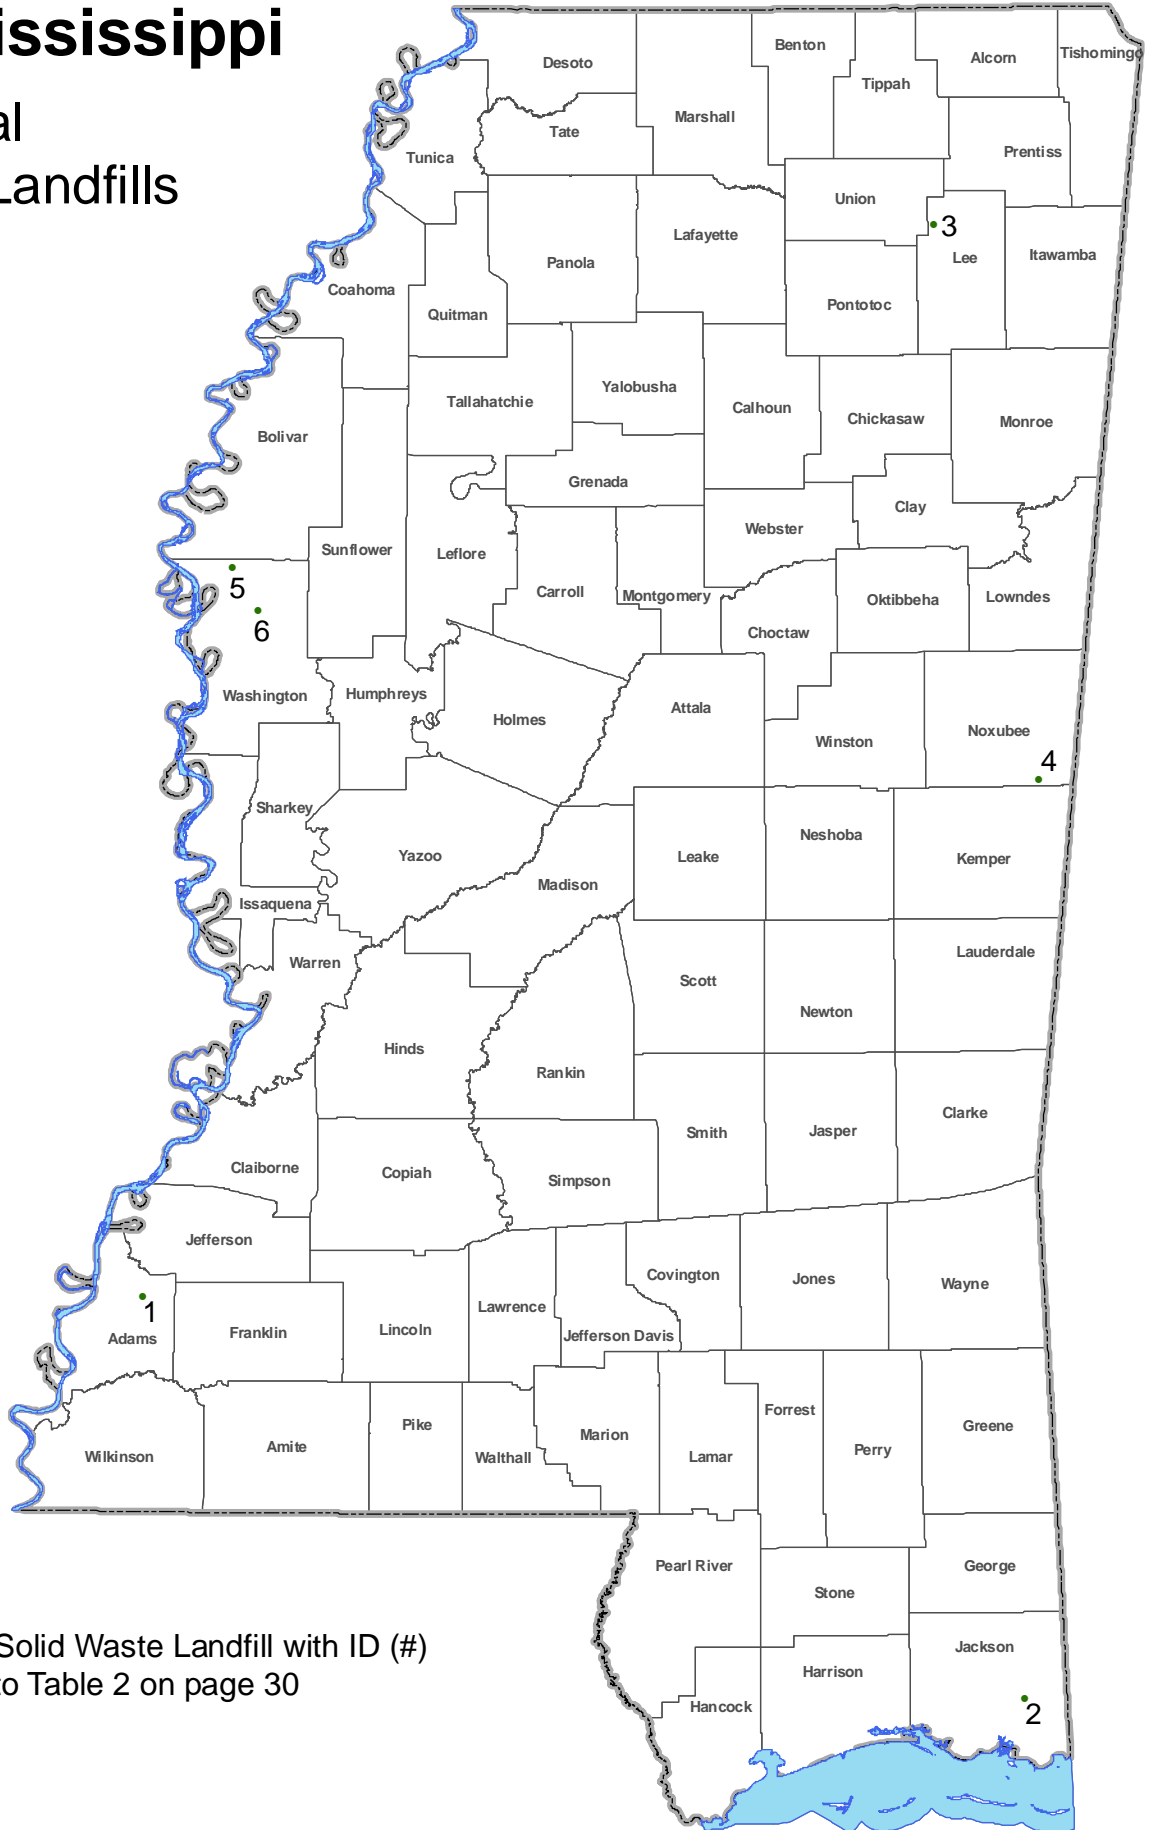 ississippi
al
Landfills
Desoto
Benton
Alcorn
Tishomingo
Tippah
Marshall
Tate
Tunica
Prentiss
Union
3
Lafayette
Lee
Itawamba
Panola
Coahoma
Quitman
Pontotoc
Yalobusha
Tallahatchie
Calhoun
Chickasaw
Monroe
Bolivar
Grenada
Clay
Webster
Sunflower
Leflore
5
Carroll
Montgomery
Oktibbeha
Lowndes
6
Choctaw
Washington
Humphreys
Holmes
Attala
Winston
Noxubee
4
Sharkey
Neshoba
Yazoo
Leake
Kemper
Madison
Issaquena
Warren
Lauderdale
Scott
Newton
Hinds
Rankin
Clarke
Smith
Jasper
Claiborne
Copiah
Simpson
Jefferson
Covington
Jones
Wayne
1
Lawrence
Adams
Franklin
Lincoln
Jefferson Davis
Forrest
Pike
Marion
Greene
Wilkinson
Amite
Walthall
Lamar
Perry
Pearl River
George
Stone
Solid Waste Landfill with ID (#)
to Table 2 on page 30
Jackson
Harrison
Hancock
2